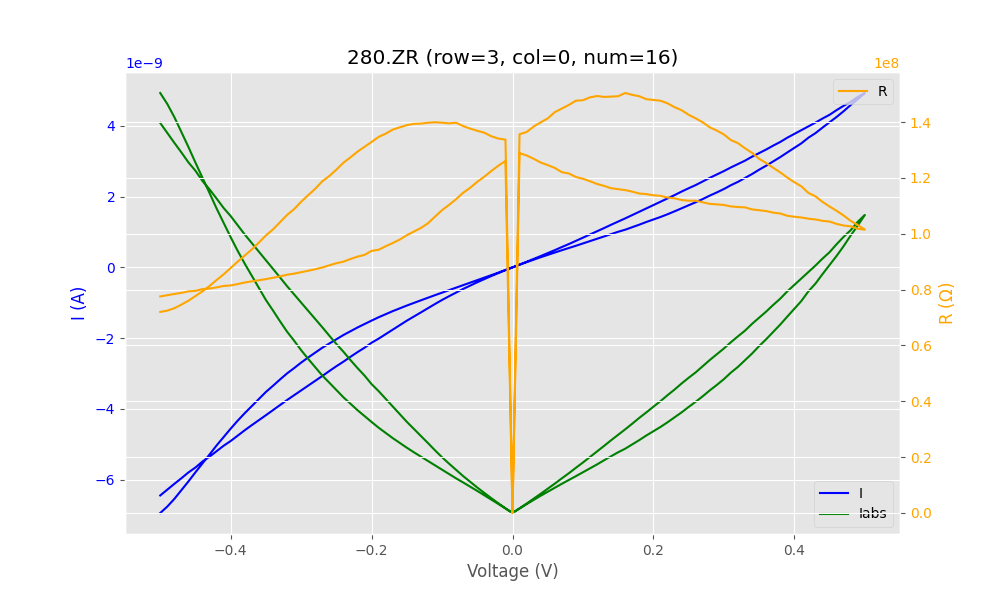 280.ZR (row=3, col=0, num=16)
1e−9
1e8
R
4
2
0
−2
−4
−6
I (A)
1.4
1.2
1.0
0.8
0.6
0.4
0.2
0.0
R (Ω)
I
Iabs
−0.4
−0.2
0.0
0.2
0.4
Voltage (V)